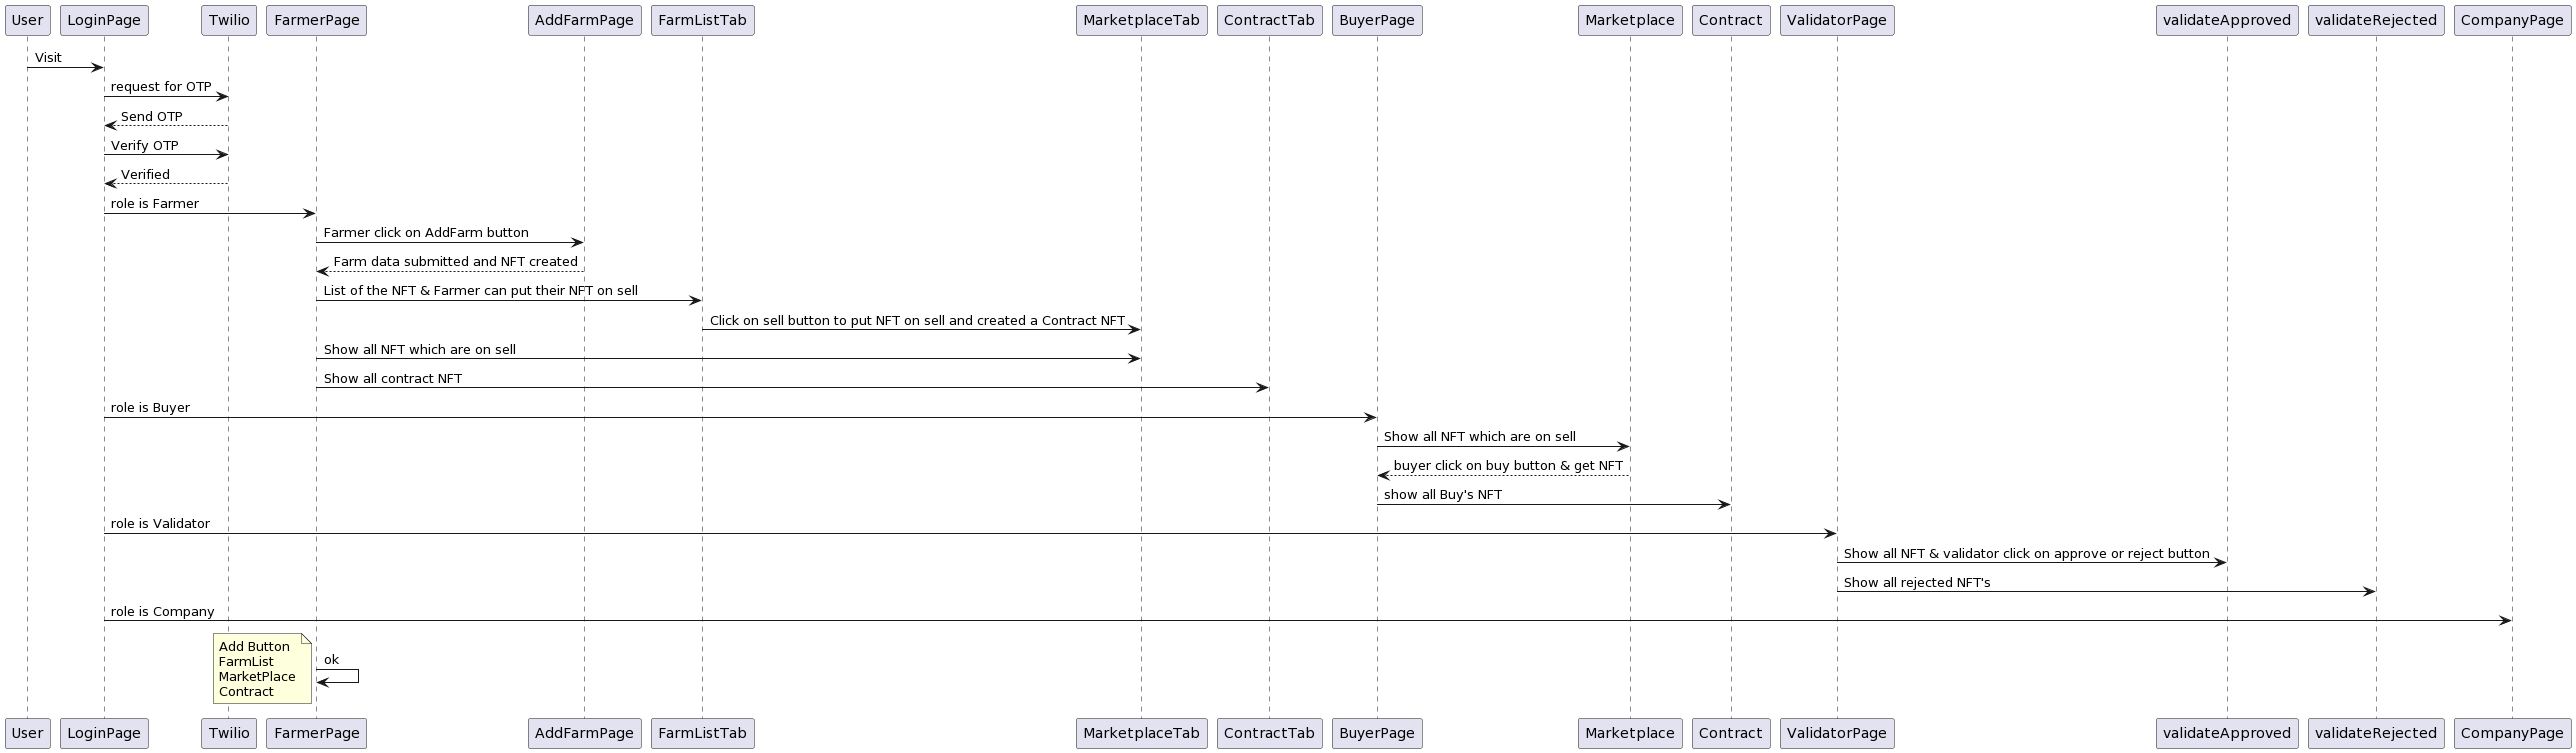 User LoginPage Twilio FarmerPage AddFarmPage FarmListTab MarketplaceTab ContractTab BuyerPage Marketplace Contract ValidatorPage validateApproved validateRejected CompanyPage
Visit
request for OTP
Send OTP
Verify OTP
Verified
role is Farmer
Farmer click on AddFarm button
Farm data submitted and NFT created
List of the NFT & Farmer can put their NFT on sell
Click on sell button to put NFT on sell and created a Contract NFT
Show all NFT which are on sell
Show all contract NFT
role is Buyer
Show all NFT which are on sell
buyer click on buy button & get NFT
show all Buy's NFT
role is Validator
Show all NFT & validator click on approve or reject button
Show all rejected NFT's
role is Company
Add Button
FarmList
MarketPlace
Contract
ok
User LoginPage Twilio FarmerPage AddFarmPage FarmListTab MarketplaceTab ContractTab BuyerPage Marketplace Contract ValidatorPage validateApproved validateRejected CompanyPage